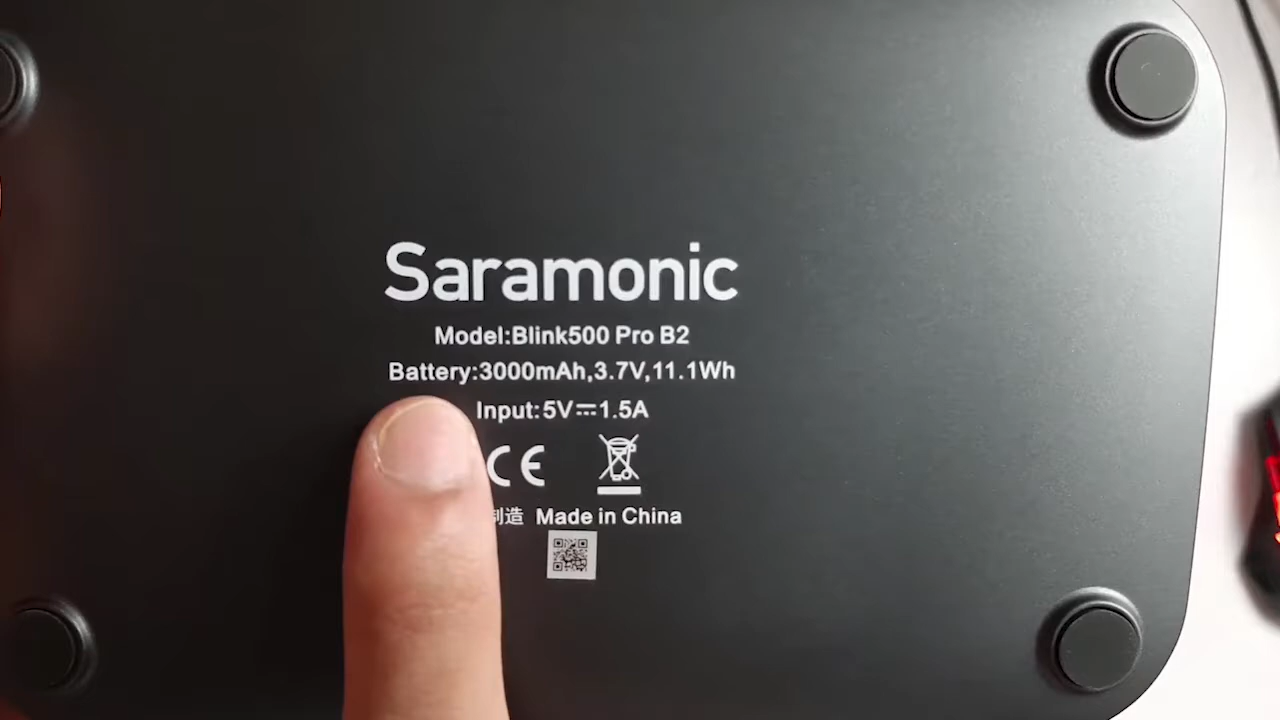 Saramonic
Model:Blink500 Pro B2
Battery:3000mAh,3.7V,11.1Wh
Input:5V⎓1.5A
CE
制造 Made in China